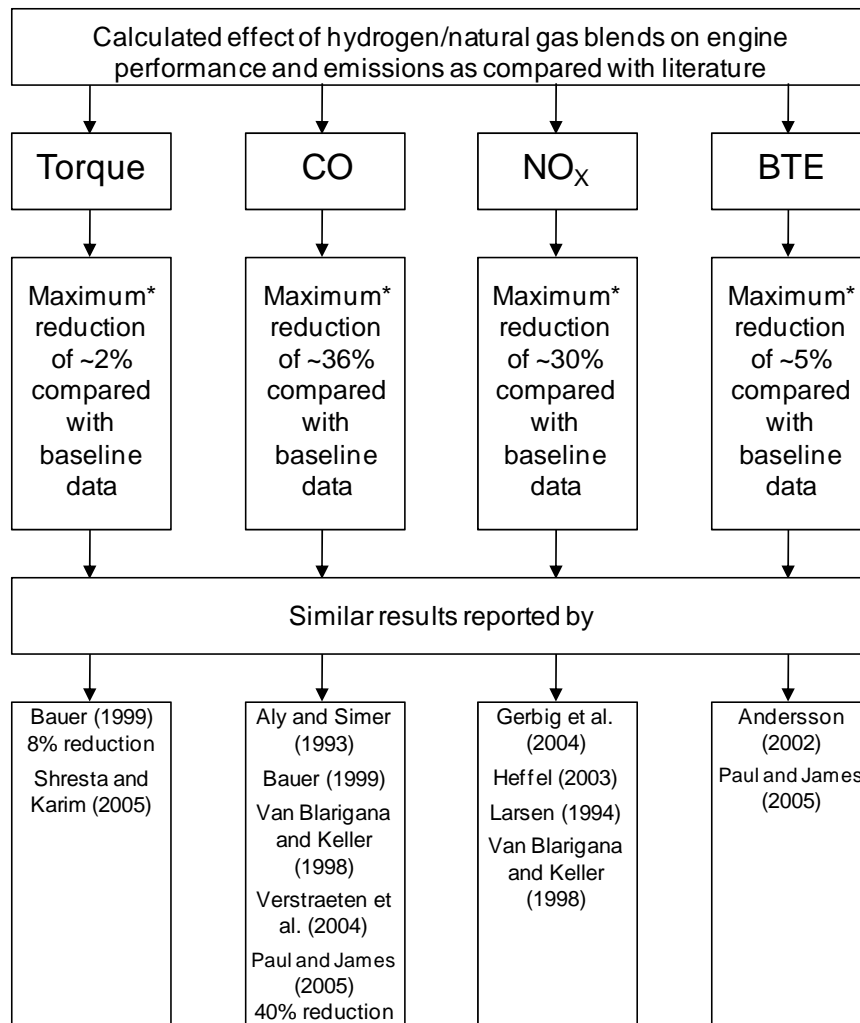 Calculated effect of hydrogen/natural gas blends on engine
performance and emissions as compared with literature
Torque
CO
NOX
BTE
Maximum*
reduction
of ~2%
compared
with
baseline
data
Maximum*
reduction
of ~36%
compared
with
baseline
data
Maximum*
reduction
of ~30%
compared
with
baseline
data
Maximum*
reduction
of ~5%
compared
with
baseline
data
Similar results reported by
Bauer (1999)
8% reduction
Shresta and
Karim (2005)
Aly and Simer
(1993)
Bauer (1999)
Van Blarigana
and Keller
(1998)
Verstraeten et
al. (2004)
Paul and James
(2005)
40% reduction
Gerbig et al.
(2004)
Heffel (2003)
Larsen (1994)
Van Blarigana
and Keller
(1998)
Andersson
(2002)
Paul and James
(2005)